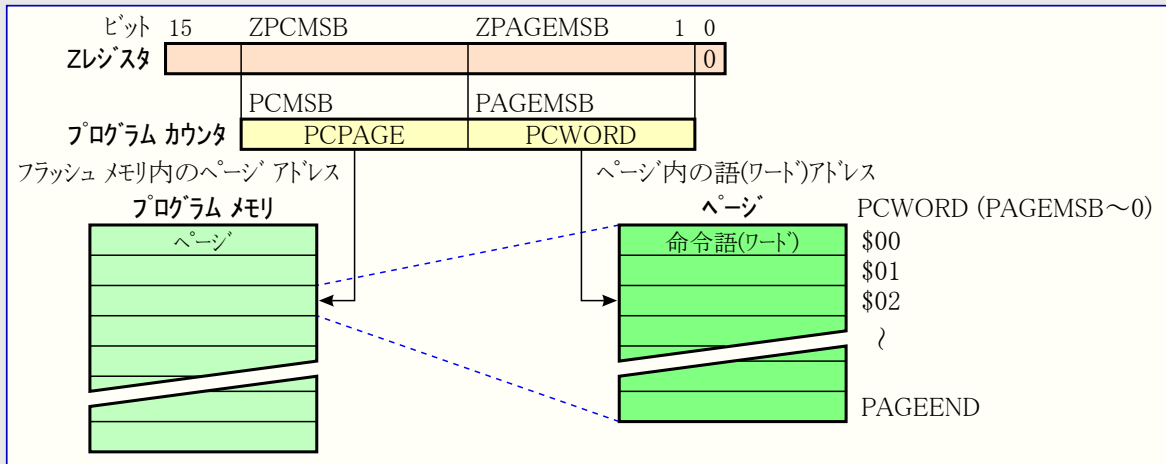 ビット 15 ZPCMSB ZPAGEMSB 1 0
Zレジスタ 0
PCMSB PAGEMSB
プログラム カウンタ PCPAGE PCWORD
フラッシュ メモリ内のページ アドレス ページ内の語(ワード)アドレス
プログラム メモリ ページ PCWORD (PAGEMSB～0)
ページ 命令語(ワード) $00
$01
$02
～
PAGEEND